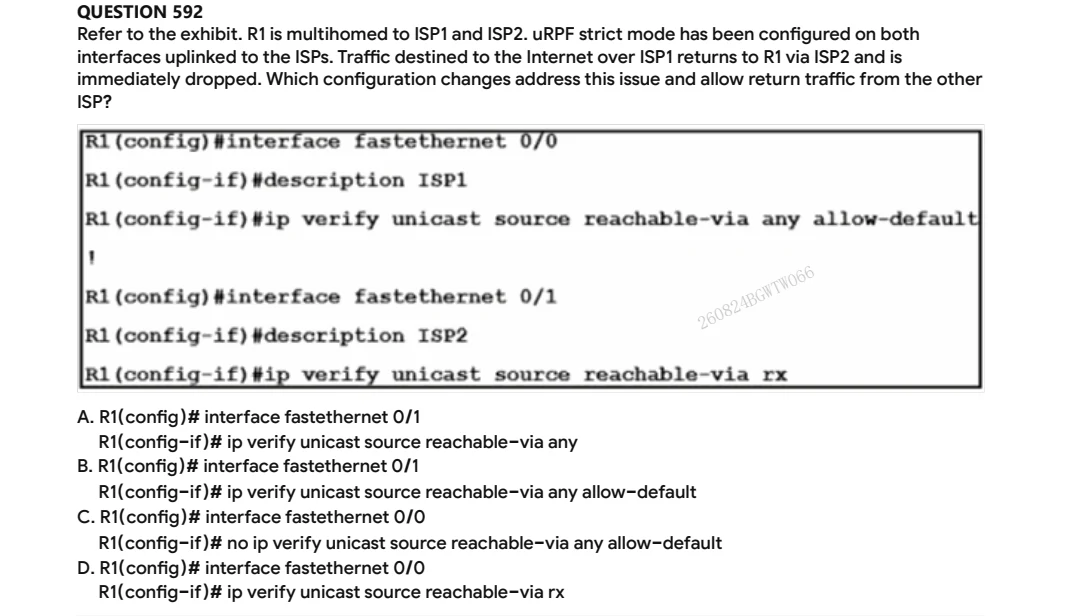 QUESTION 592
Refer to the exhibit. R1 is multihomed to ISP1 and ISP2. uRPF strict mode has been configured on both
interfaces uplinked to the ISPs. Traffic destined to the Internet over ISP1 returns to R1 via ISP2 and is
immediately dropped. Which configuration changes address this issue and allow return traffic from the other
ISP?
R1(config)#interface fastethernet 0/0
R1(config-if)#description ISP1
R1(config-if)#ip verify unicast source reachable-via any allow-default
!
R1(config)#interface fastethernet 0/1
R1(config-if)#description ISP2
R1(config-if)#ip verify unicast source reachable-via rx
260824BGWTW066
A. R1(config)# interface fastethernet 0/1
R1(config-if)# ip verify unicast source reachable-via any
B. R1(config)# interface fastethernet 0/1
R1(config-if)# ip verify unicast source reachable-via any allow-default
C. R1(config)# interface fastethernet 0/0
R1(config-if)# no ip verify unicast source reachable-via any allow-default
D. R1(config)# interface fastethernet 0/0
R1(config-if)# ip verify unicast source reachable-via rx